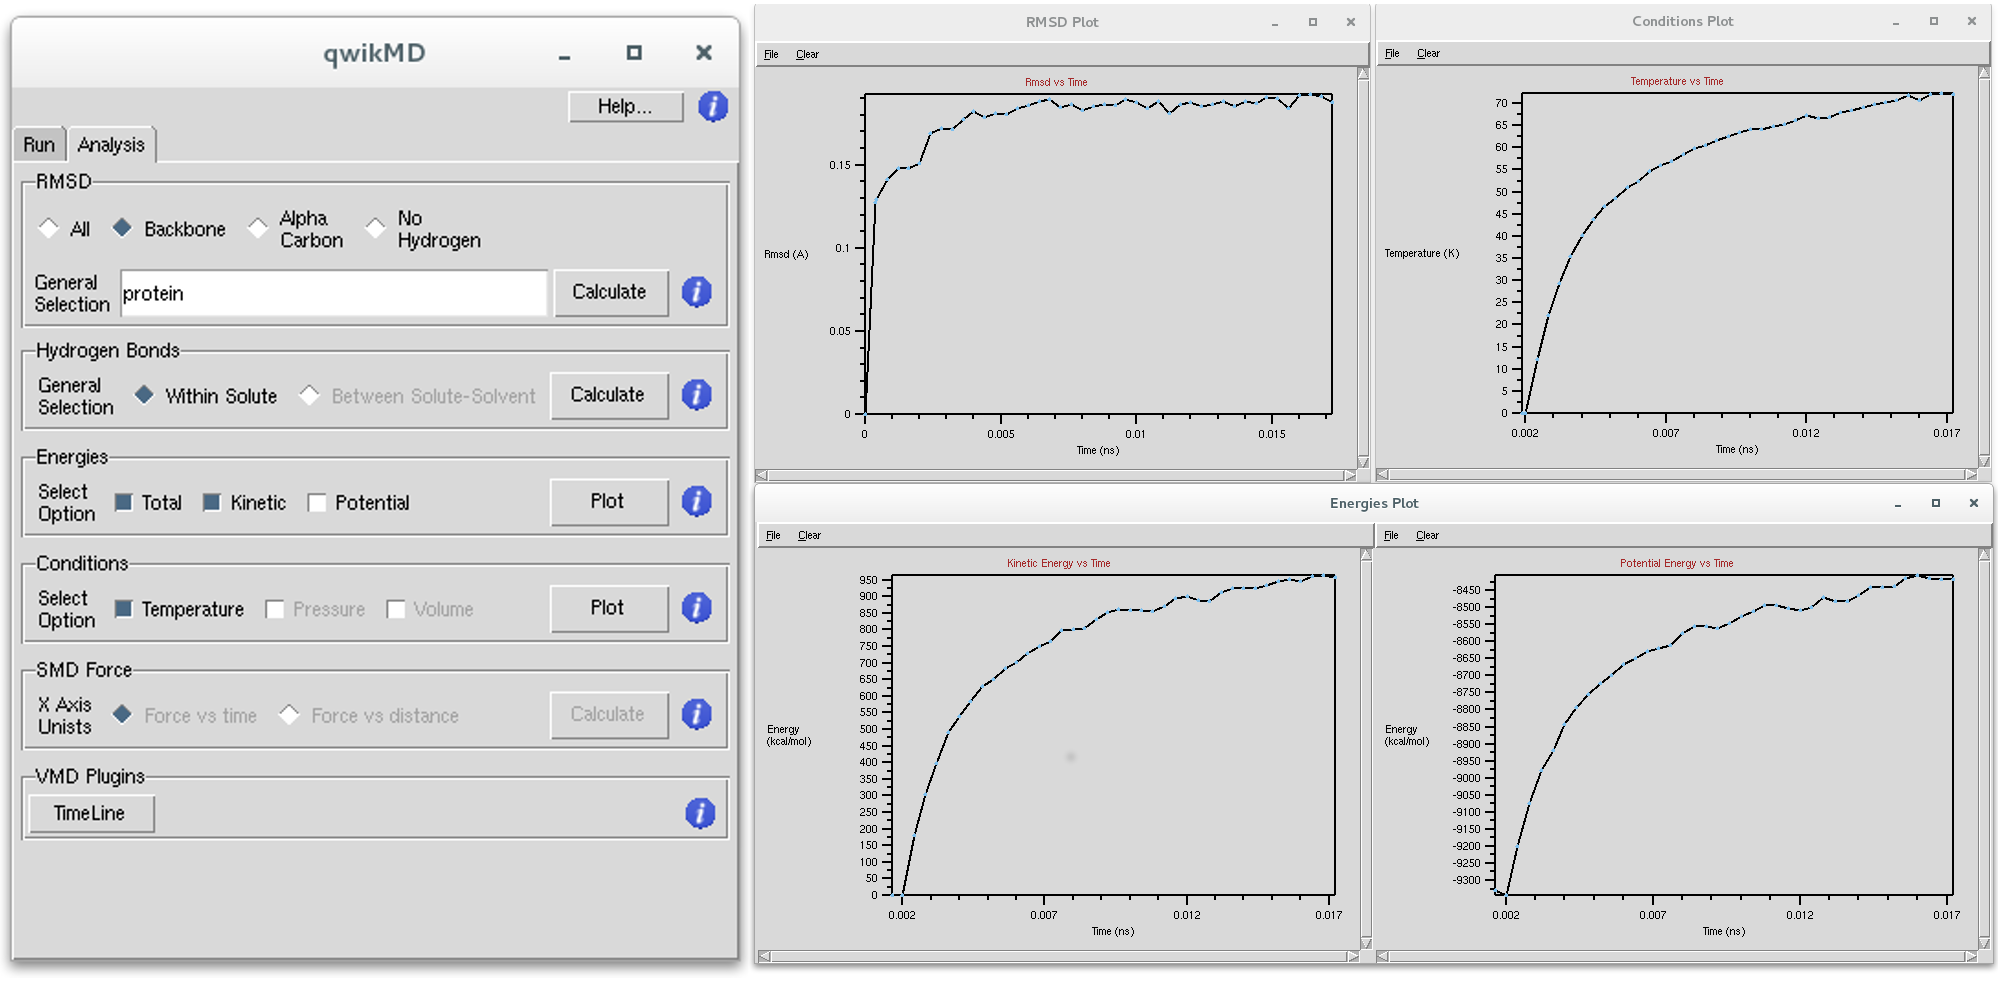 qwikMD
Help...
Run Analysis
RMSD
All Backbone Alpha Carbon No Hydrogen
General Selection protein Calculate
Hydrogen Bonds
General Selection Within Solute Between Solute-Solvent Calculate
Energies
Select Option Total Kinetic Potential Plot
Conditions
Select Option Temperature Pressure Volume Plot
SMD Force
X Axis Unists Force vs time Force vs distance Calculate
VMD Plugins
TimeLine
RMSD Plot
File Clear
Rmsd vs Time
0.15
0.1
Rmsd (A)
0.05
0
0 0.005 0.01 0.015
Time (ns)
Conditions Plot
File Clear
Temperature vs Time
70
65
60
55
50
45
40
Temperature (K)
35
30
25
20
15
10
5
0
0.002 0.007 0.012 0.017
Time (ns)
Energies Plot
File Clear
Kinetic Energy vs Time
950
900
850
800
750
700
650
600
550
500
Energy (kcal/mol)
450
400
350
300
250
200
150
100
50
0
0.002 0.007 0.012 0.017
Time (ns)
File Clear
Potential Energy vs Time
-8450
-8500
-8550
-8600
-8650
-8700
-8750
-8800
-8850
Energy (kcal/mol)
-8900
-8950
-9000
-9050
-9100
-9150
-9200
-9250
-9300
0.002 0.007 0.012 0.017
Time (ns)